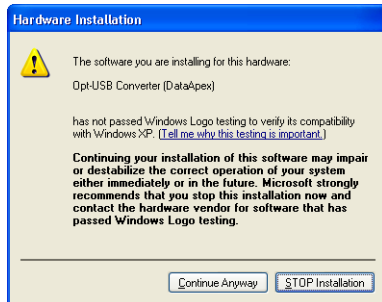 Hardware Installation
The software you are installing for this hardware:
Opt-USB Converter (DataApex)
has not passed Windows Logo testing to verify its compatibility
with Windows XP. (Tell me why this testing is important.)
Continuing your installation of this software may impair
or destabilize the correct operation of your system
either immediately or in the future. Microsoft strongly
recommends that you stop this installation now and
contact the hardware vendor for software that has
passed Windows Logo testing.
Continue Anyway STOP Installation